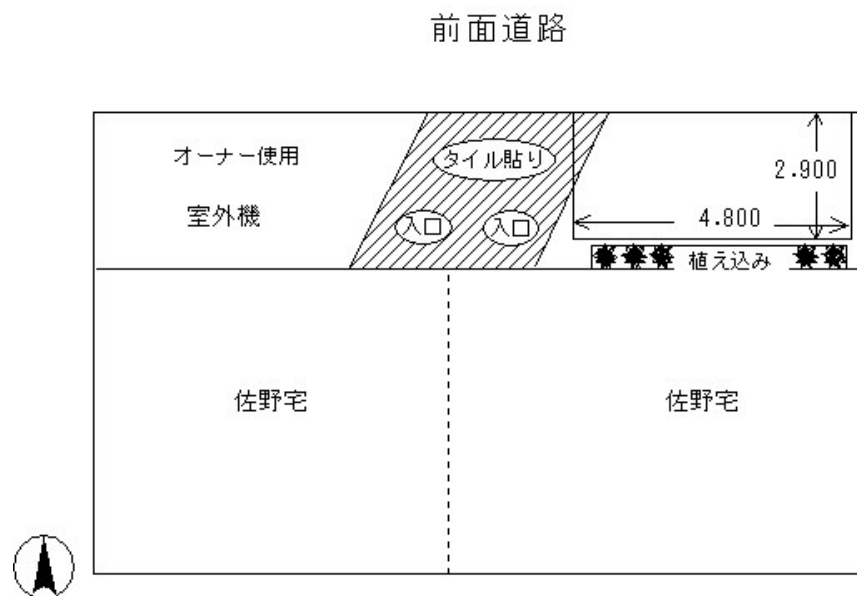 前面道路
オーナー使用
タイル貼り
2.900
室外機
入口
入口
4.800
植え込み
佐野宅
佐野宅